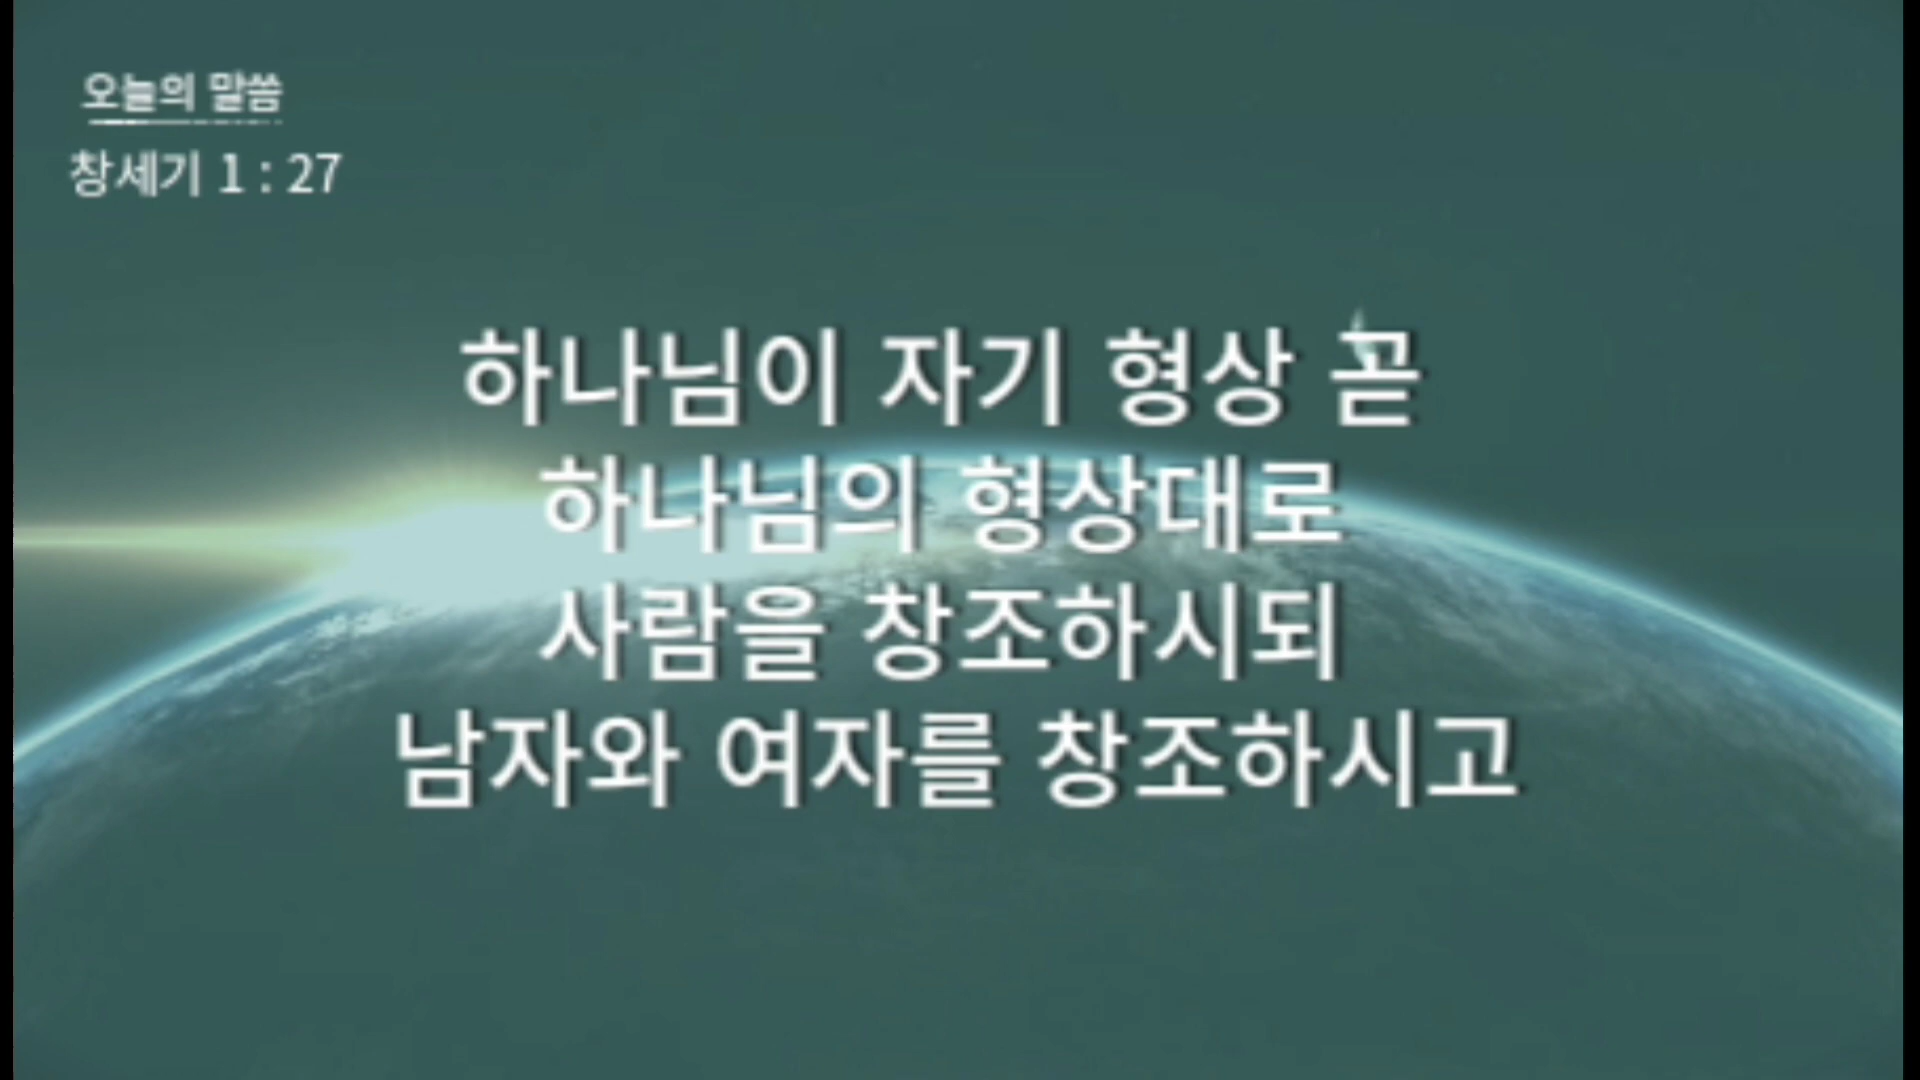 오늘의 말씀
창세기 1 : 27
하나님이 자기 형상 곧
하나님의 형상대로
사람을 창조하시되
남자와 여자를 창조하시고